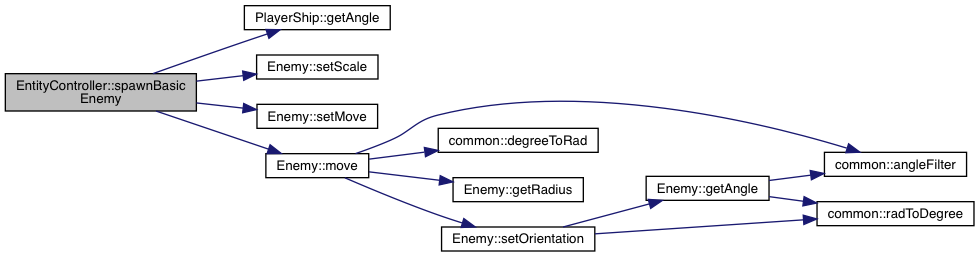 PlayerShip::getAngle
EntityController::spawnBasic
Enemy
Enemy::setScale
Enemy::setMove
Enemy::move
common::degreeToRad
Enemy::getRadius
Enemy::setOrientation
Enemy::getAngle
common::angleFilter
common::radToDegree